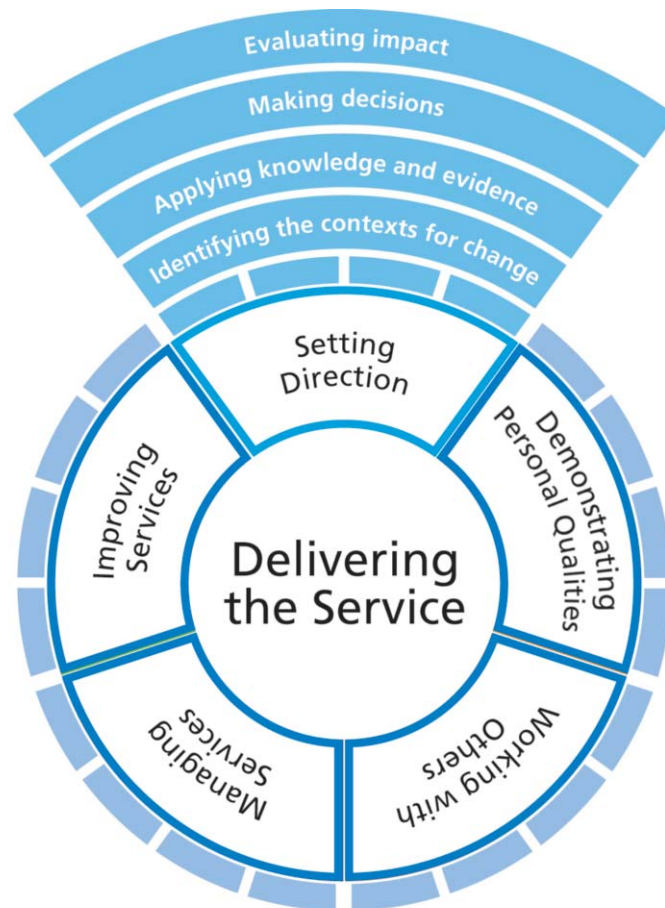 Evaluating impact
Making decisions
Applying knowledge and evidence
Identifying the contexts for change
Setting
Direction
Demonstrating
Personal Qualities
Working with
Others
Managing
Services
Improving
Services
Delivering
the Service